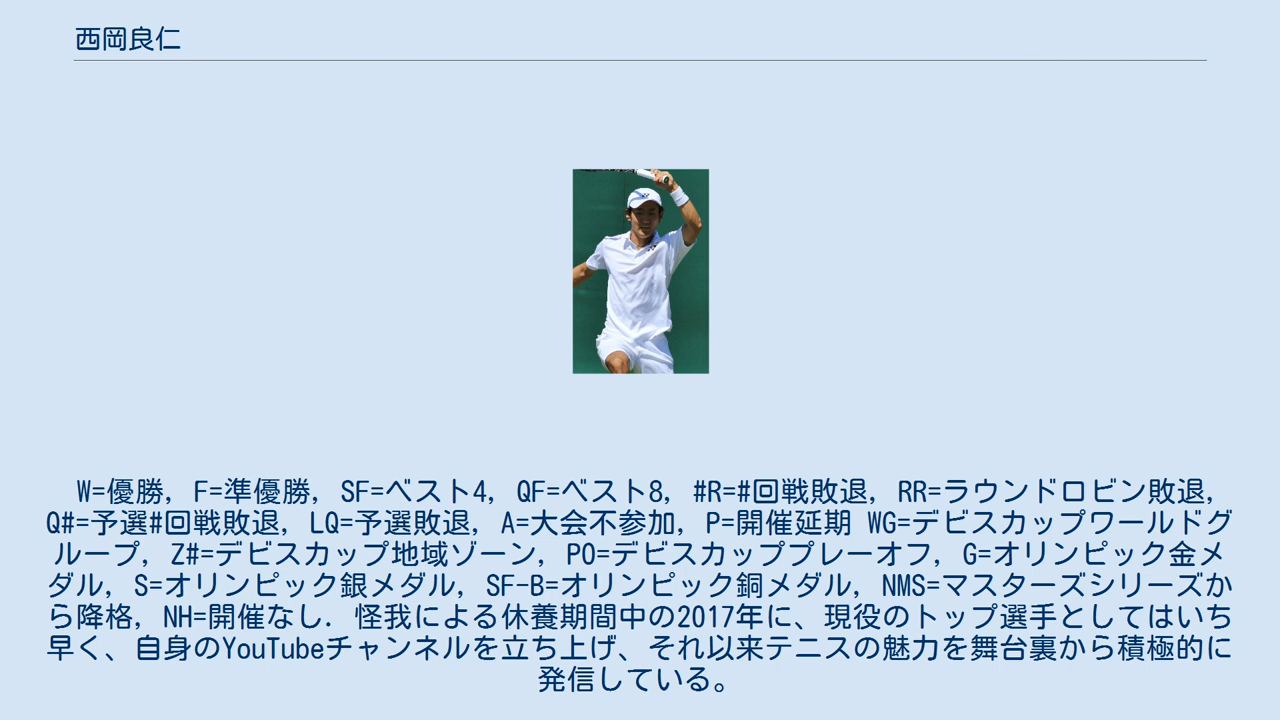 西岡良仁
W=優勝, F=準優勝, SF=ベスト4, QF=ベスト8, #R=#回戦敗退, RR=ラウンドロビン敗退,
Q#=予選#回戦敗退, LQ=予選敗退, A=大会不参加, P=開催延期 WG=デビスカップワールドグ
ループ, Z#=デビスカップ地域ゾーン, PO=デビスカッププレーオフ, G=オリンピック金メ
ダル, S=オリンピック銀メダル, SF-B=オリンピック銅メダル, NMS=マスターズシリーズか
ら降格, NH=開催なし. 怪我による休養期間中の2017年に、現役のトップ選手としてはいち
早く、自身のYouTubeチャンネルを立ち上げ、それ以来テニスの魅力を舞台裏から積極的に
発信している。